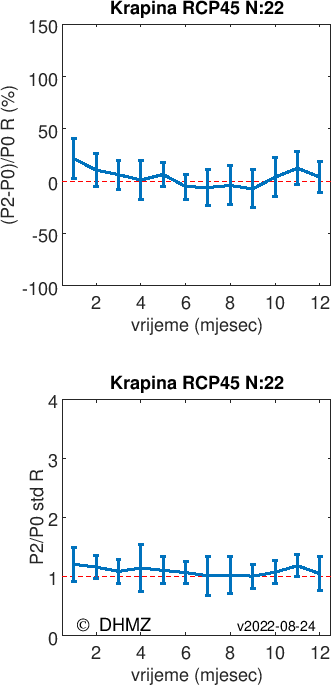 Krapina RCP45 N:22
150
100
50
0
-50
-100
(P2-P0)/P0 R (%)
2 4 6 8 10 12
vrijeme (mjesec)
Krapina RCP45 N:22
4
3
2
1
0
P2/P0 std R
© DHMZ v2022-08-24
2 4 6 8 10 12
vrijeme (mjesec)